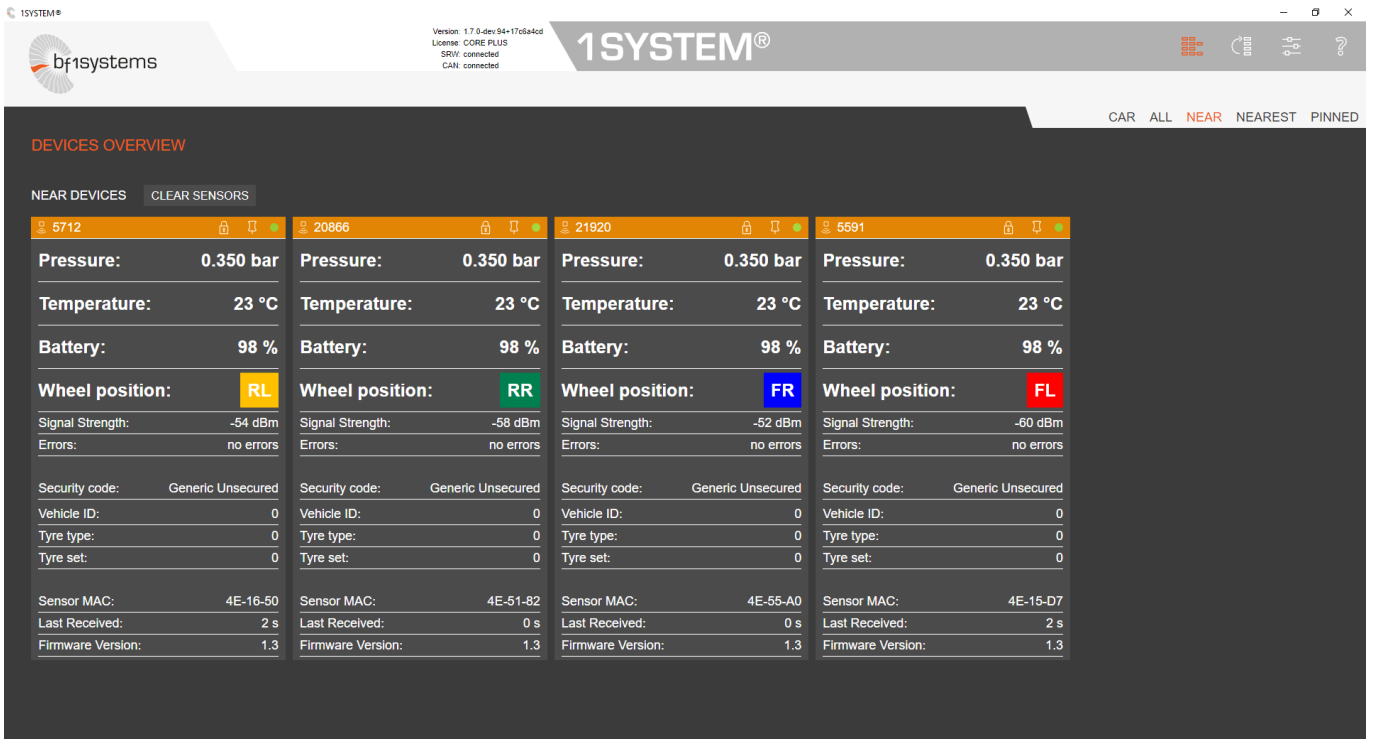 1SYSTEM®
bf1systems
Version: 1.7.0-dev.94+17c6a4cd
License: CORE PLUS
SRW: connected
CAN: connected
1SYSTEM®
CAR ALL NEAR NEAREST PINNED
DEVICES OVERVIEW
NEAR DEVICES CLEAR SENSORS
5712
Pressure: 0.350 bar
Temperature: 23 °C
Battery: 98 %
Wheel position: RL
Signal Strength: -54 dBm
Errors: no errors
Security code: Generic Unsecured
Vehicle ID: 0
Tyre type: 0
Tyre set: 0
Sensor MAC: 4E-16-50
Last Received: 2 s
Firmware Version: 1.3
20866
Pressure: 0.350 bar
Temperature: 23 °C
Battery: 98 %
Wheel position: RR
Signal Strength: -58 dBm
Errors: no errors
Security code: Generic Unsecured
Vehicle ID: 0
Tyre type: 0
Tyre set: 0
Sensor MAC: 4E-51-82
Last Received: 0 s
Firmware Version: 1.3
21920
Pressure: 0.350 bar
Temperature: 23 °C
Battery: 98 %
Wheel position: FR
Signal Strength: -52 dBm
Errors: no errors
Security code: Generic Unsecured
Vehicle ID: 0
Tyre type: 0
Tyre set: 0
Sensor MAC: 4E-55-A0
Last Received: 0 s
Firmware Version: 1.3
5591
Pressure: 0.350 bar
Temperature: 23 °C
Battery: 98 %
Wheel position: FL
Signal Strength: -60 dBm
Errors: no errors
Security code: Generic Unsecured
Vehicle ID: 0
Tyre type: 0
Tyre set: 0
Sensor MAC: 4E-15-D7
Last Received: 2 s
Firmware Version: 1.3